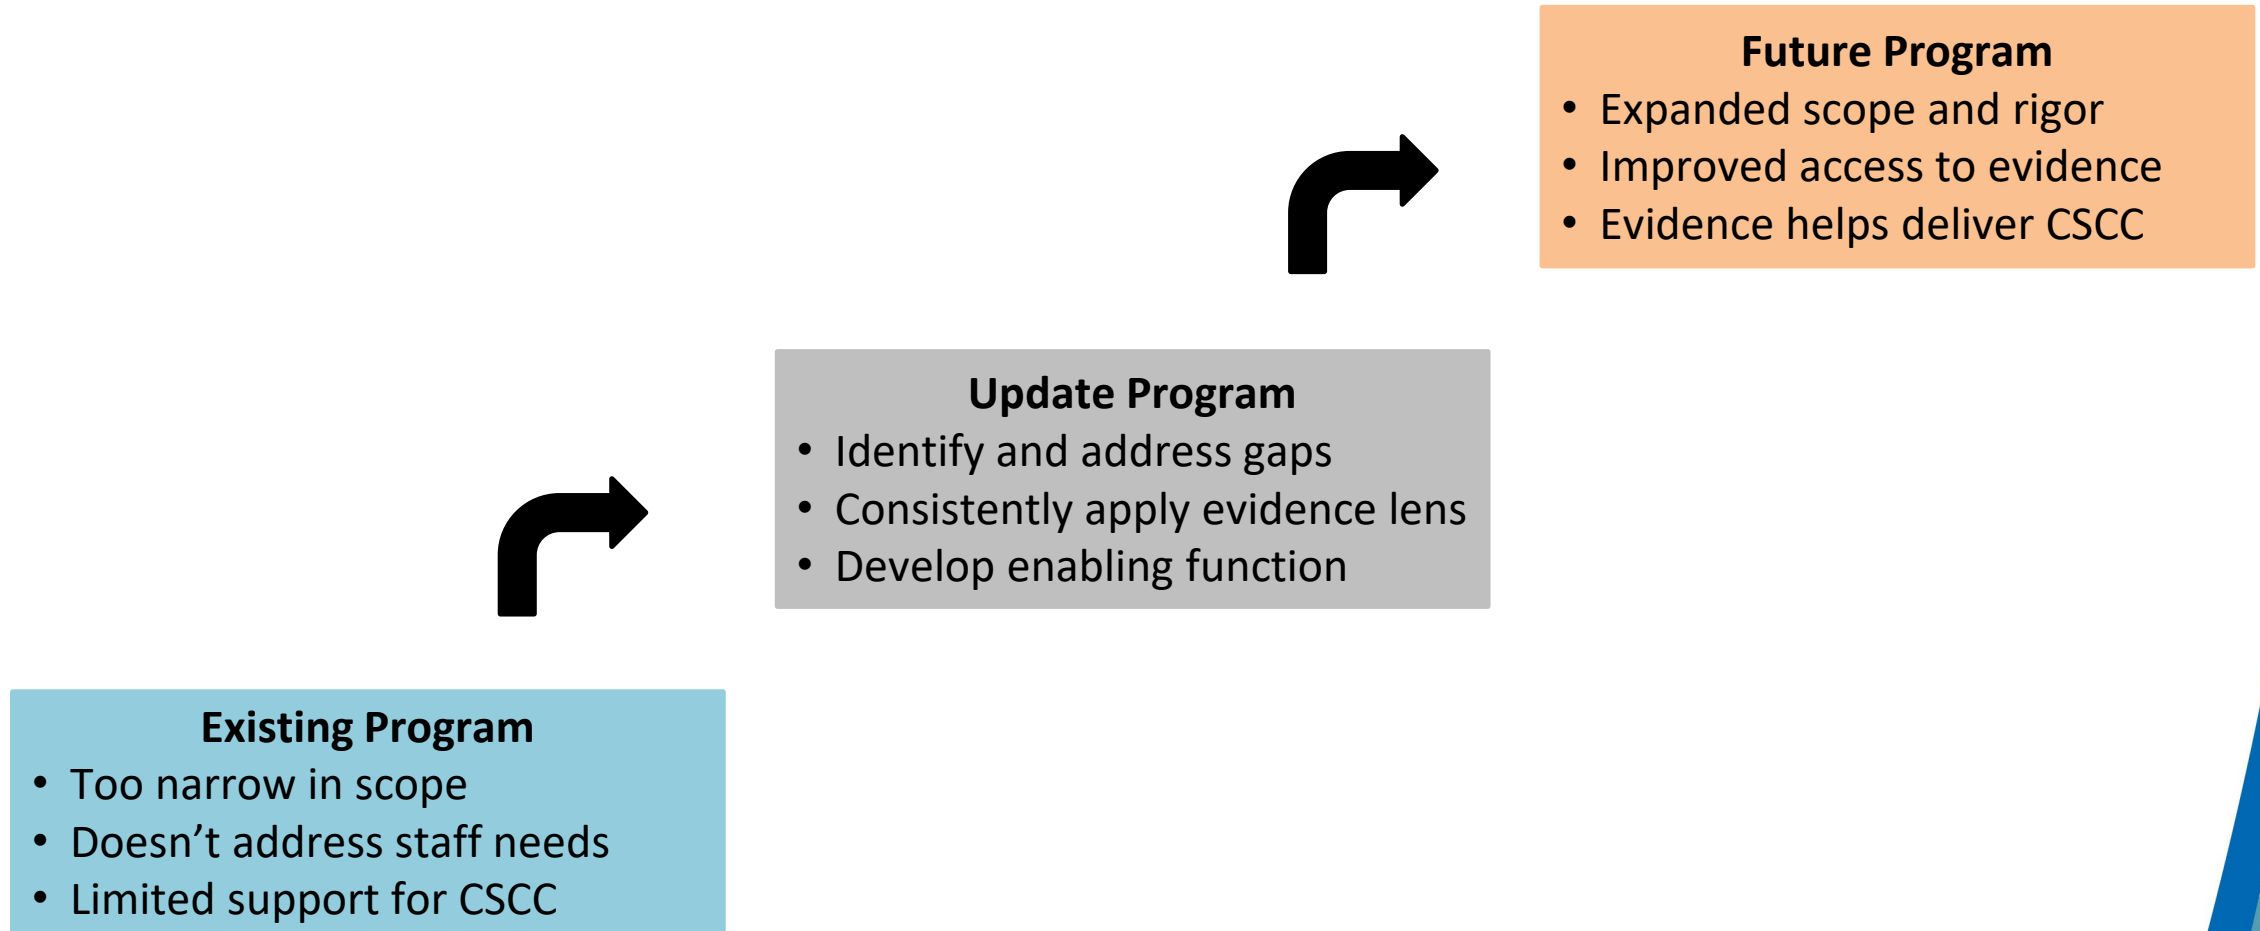 Future Program
• Expanded scope and rigor
• Improved access to evidence
• Evidence helps deliver CSCC
Update Program
• Identify and address gaps
• Consistently apply evidence lens
• Develop enabling function
Existing Program
• Too narrow in scope
• Doesn’t address staff needs
• Limited support for CSCC